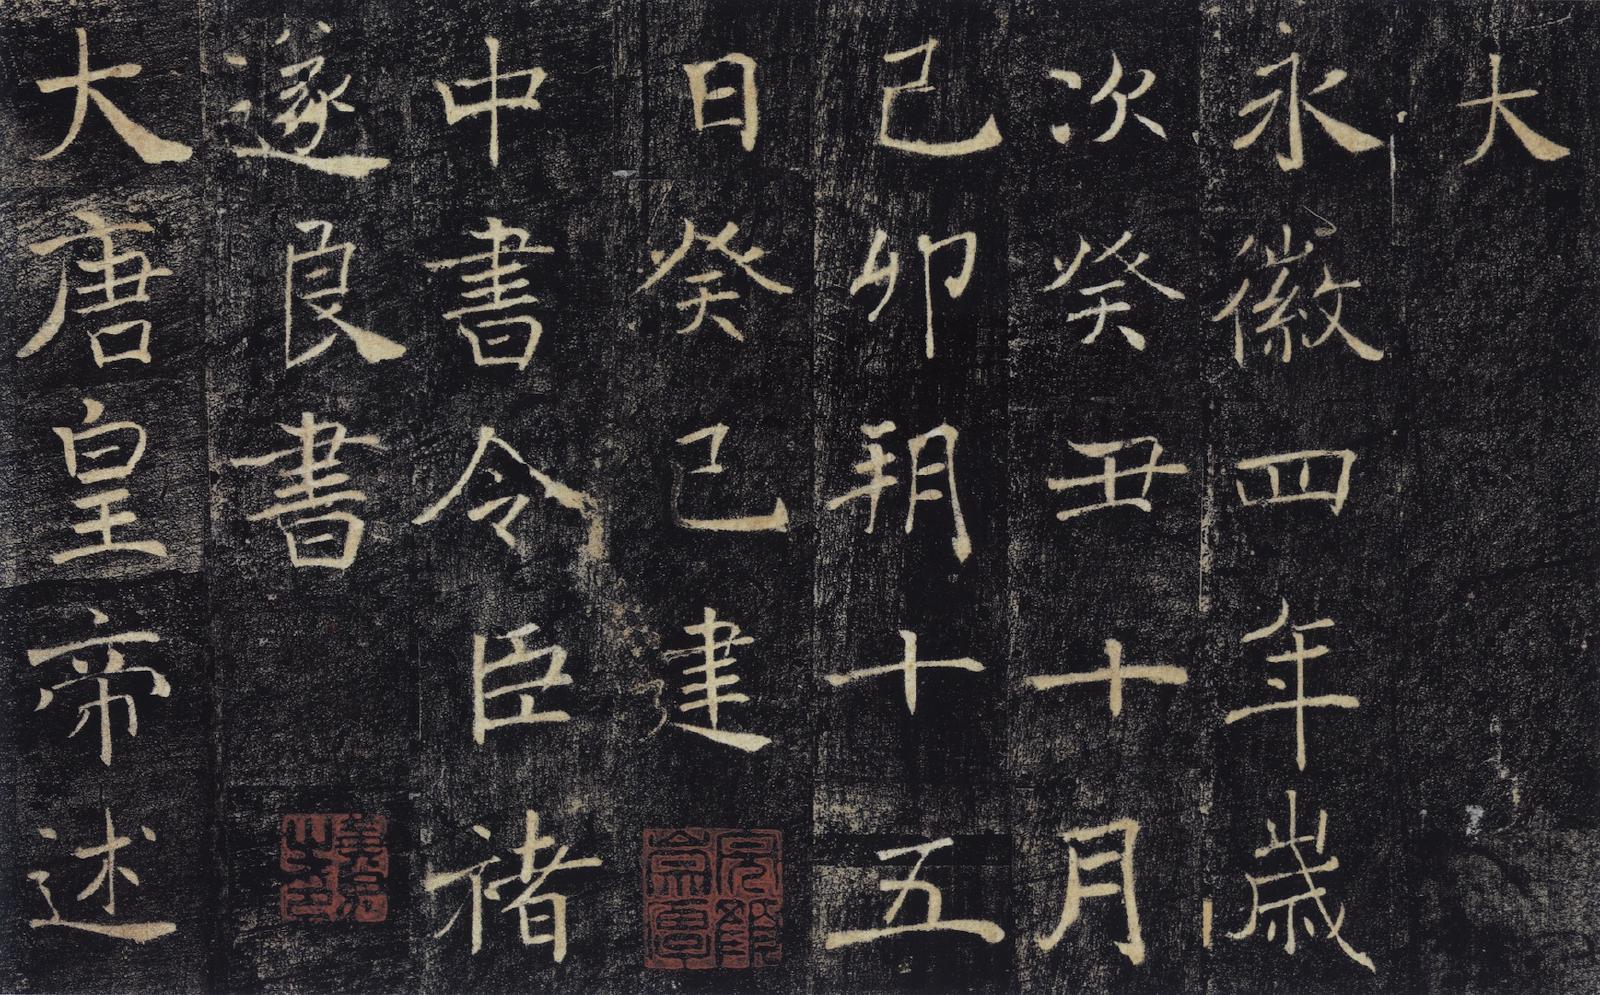 大
永徽四年歲
次癸丑十月
己卯朔十五
日癸巳建
中書令臣褚
遂良書
大唐皇帝述